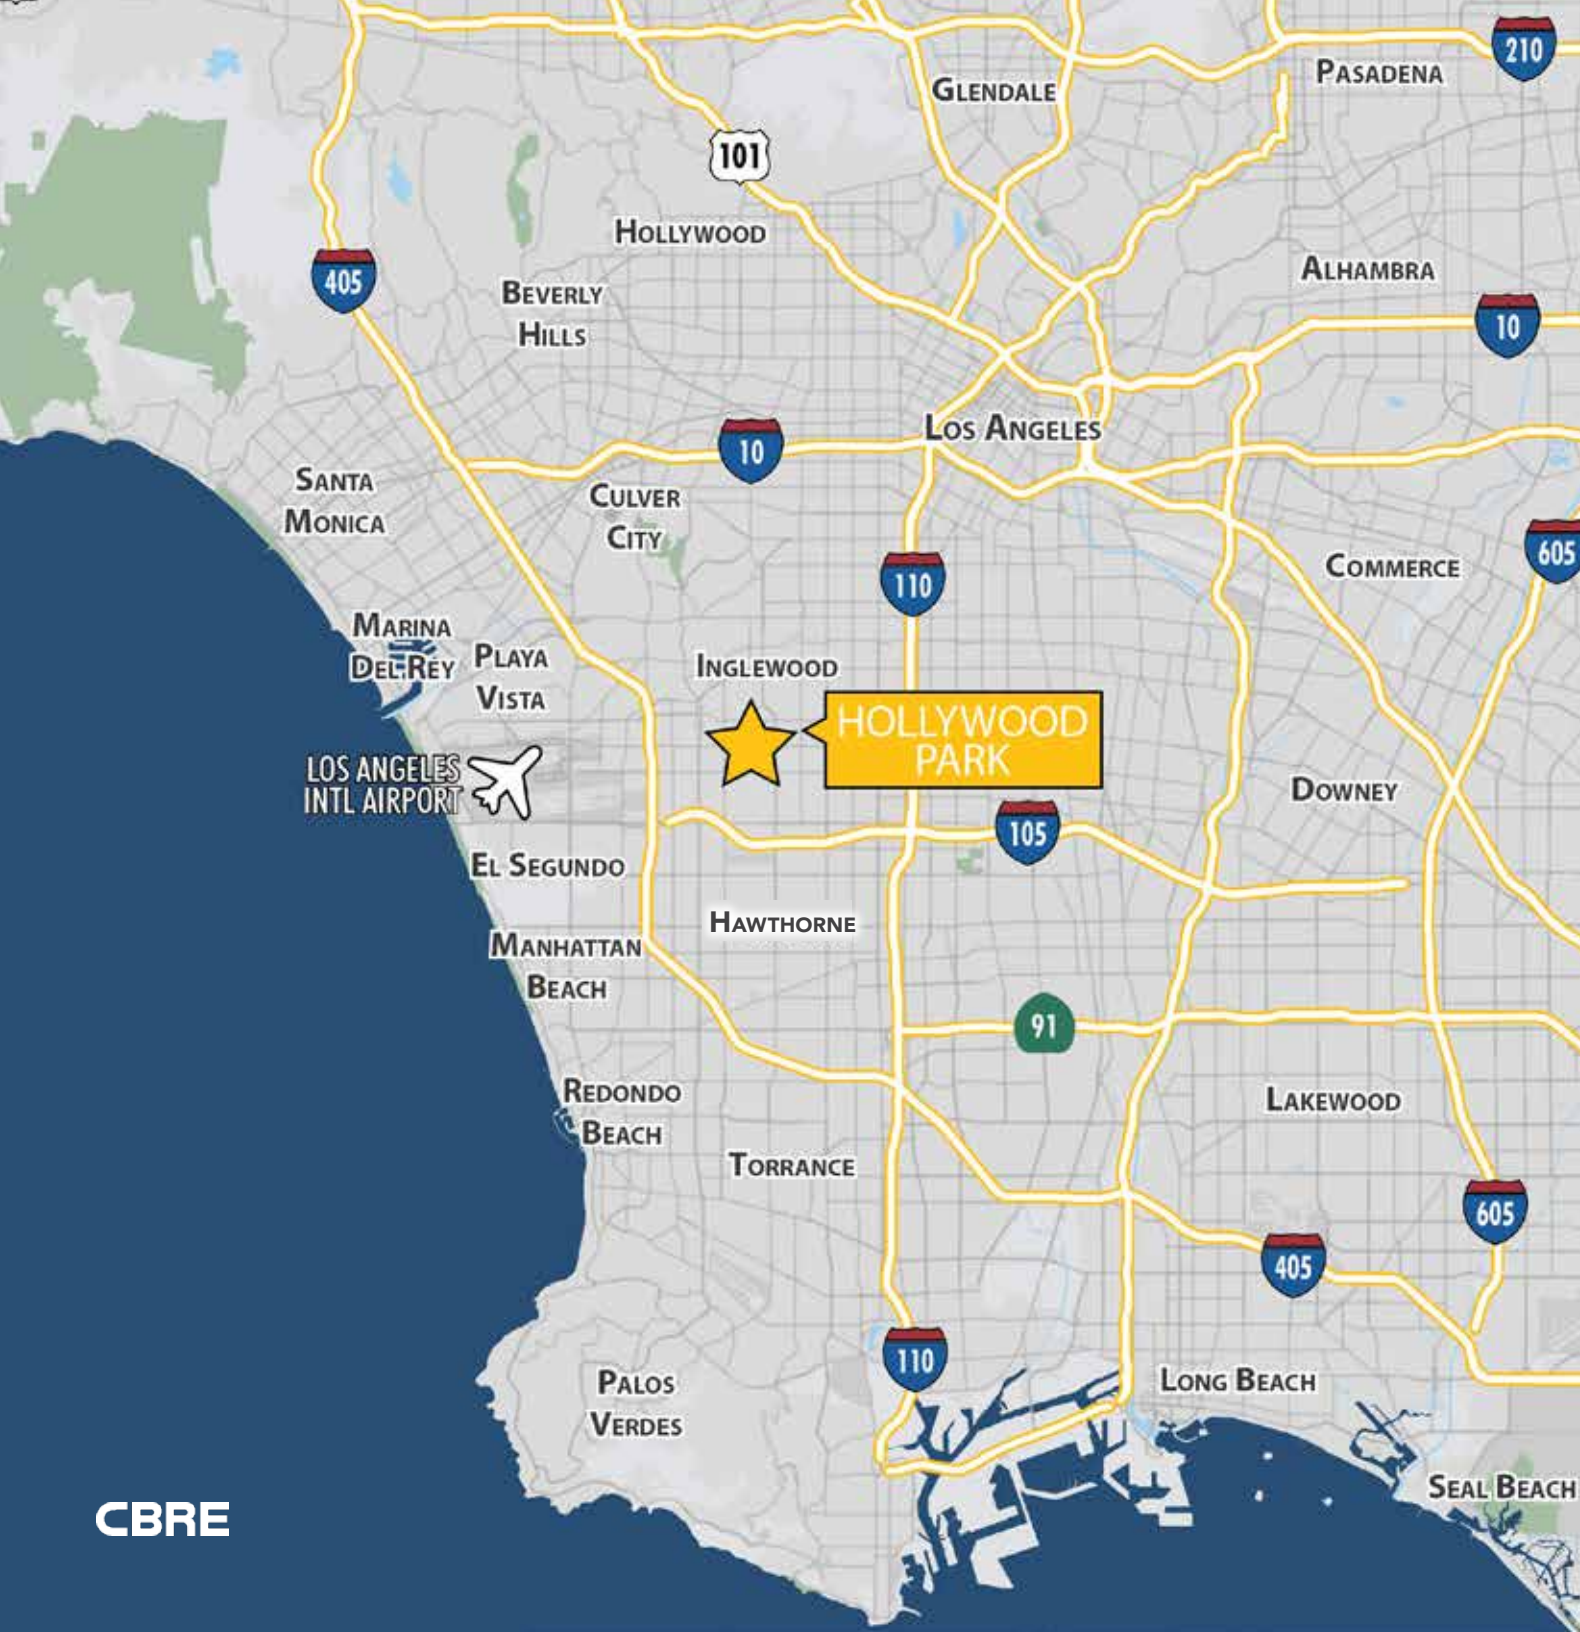 210
PASADENA
GLENDALE
101
HOLLYWOOD
ALHAMBRA
405
BEVERLY
HILLS
10
LOS ANGELES
10
SANTA
MONICA
CULVER
CITY
605
COMMERCE
110
MARINA
DEL REY
PLAYA
VISTA
INGLEWOOD
HOLLYWOOD
PARK
LOS ANGELES
INTL AIRPORT
DOWNEY
105
EL SEGUNDO
HAWTHORNE
MANHATTAN
BEACH
91
REDONDO
BEACH
LAKEWOOD
TORRANCE
605
405
110
PALOS
VERDES
LONG BEACH
SEAL BEACH
CBRE